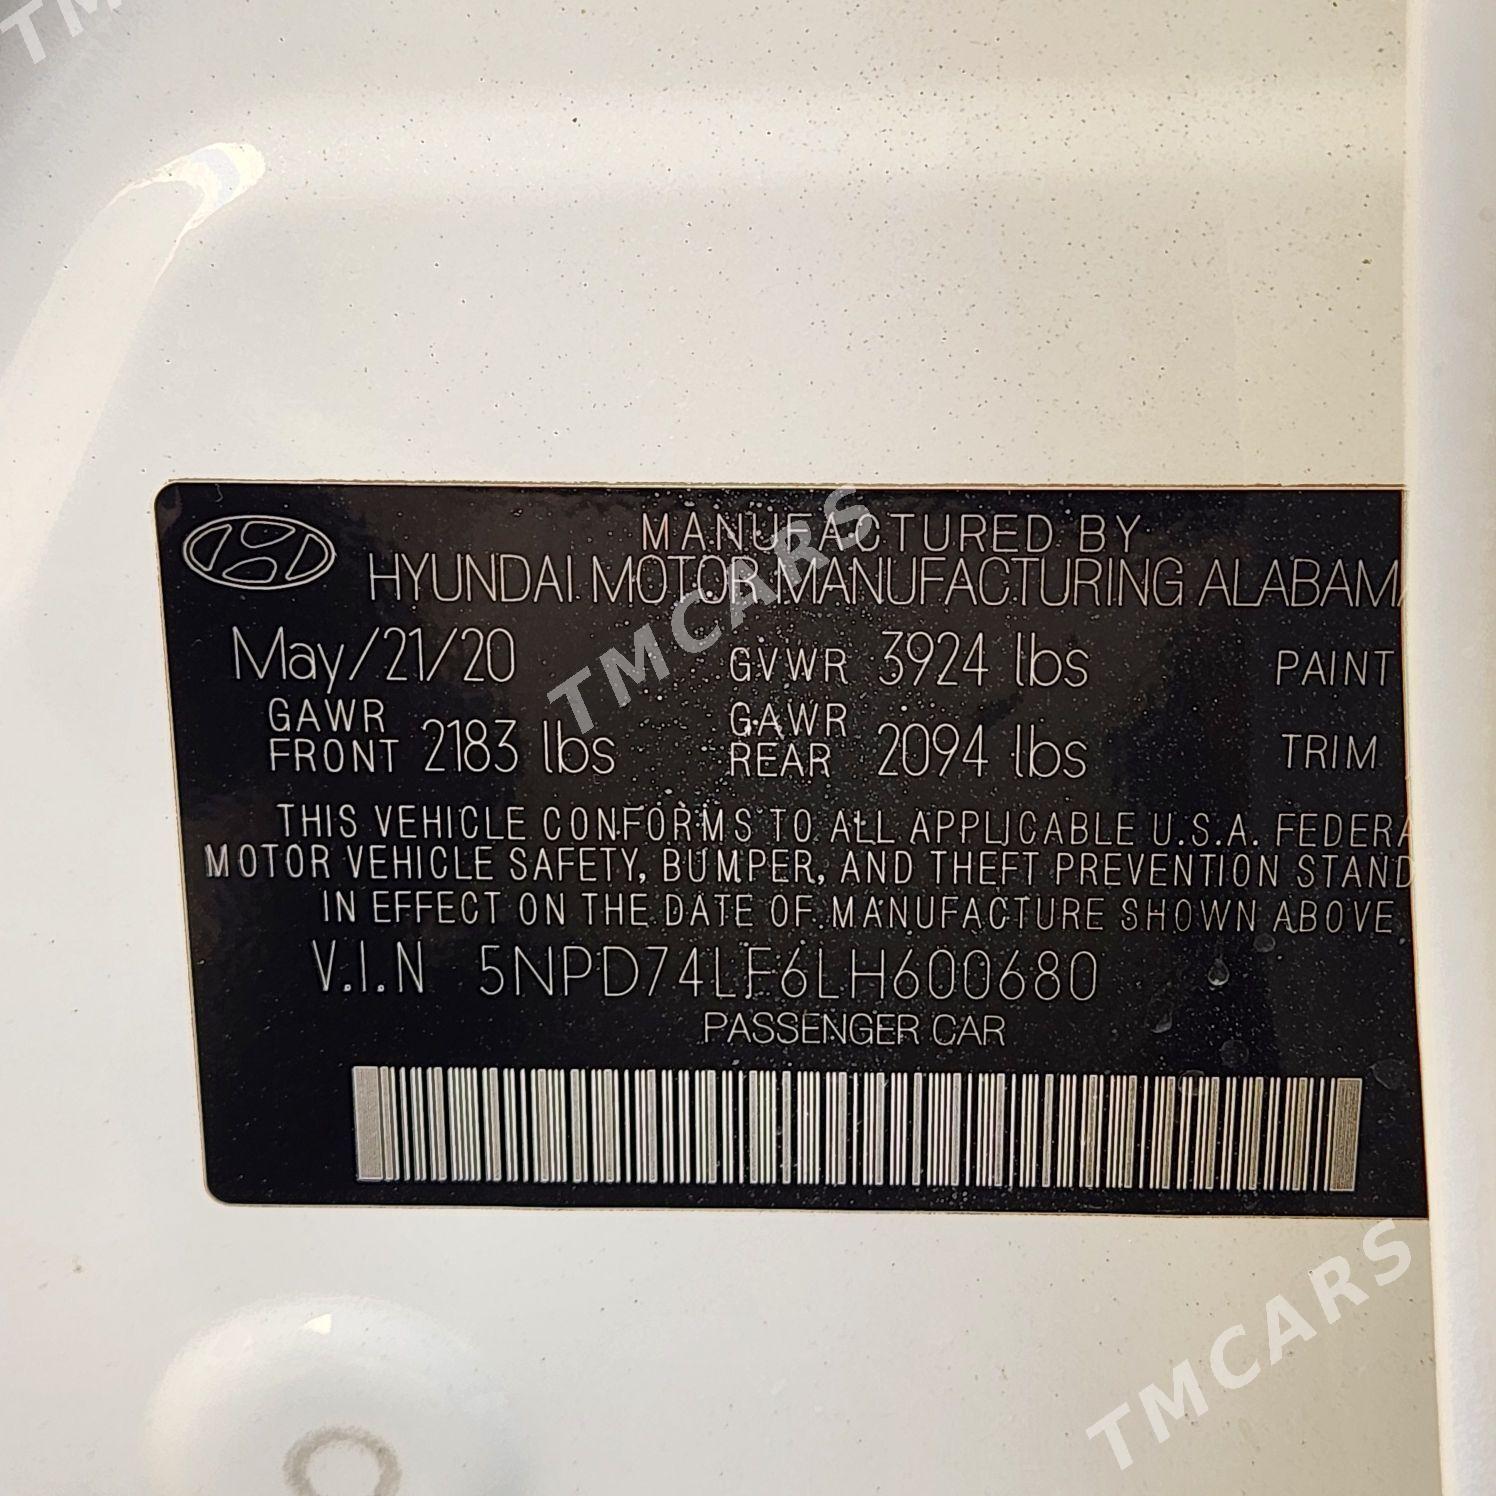 MANUFACTURED BY
HYUNDAI MOTOR MANUFACTURING ALABAMA
May/21/20 GVWR 3924 lbs PAINT
GAWR FRONT 2183 lbs GAWR REAR 2094 lbs TRIM
THIS VEHICLE CONFORMS TO ALL APPLICABLE U.S.A. FEDERA
MOTOR VEHICLE SAFETY, BUMPER, AND THEFT PREVENTION STAND
IN EFFECT ON THE DATE OF MANUFACTURE SHOWN ABOVE
V.I.N 5NPD74LF6LH600680
PASSENGER CAR
TMCARS
TMCARS
TM